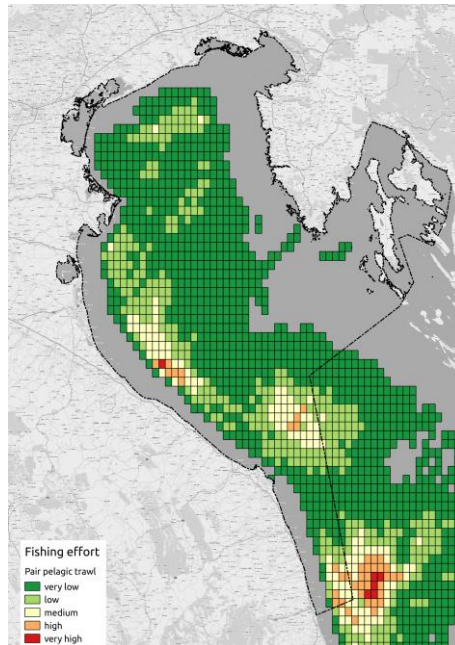 Fishing effort
Pair pelagic trawl
very low
low
medium
high
very high